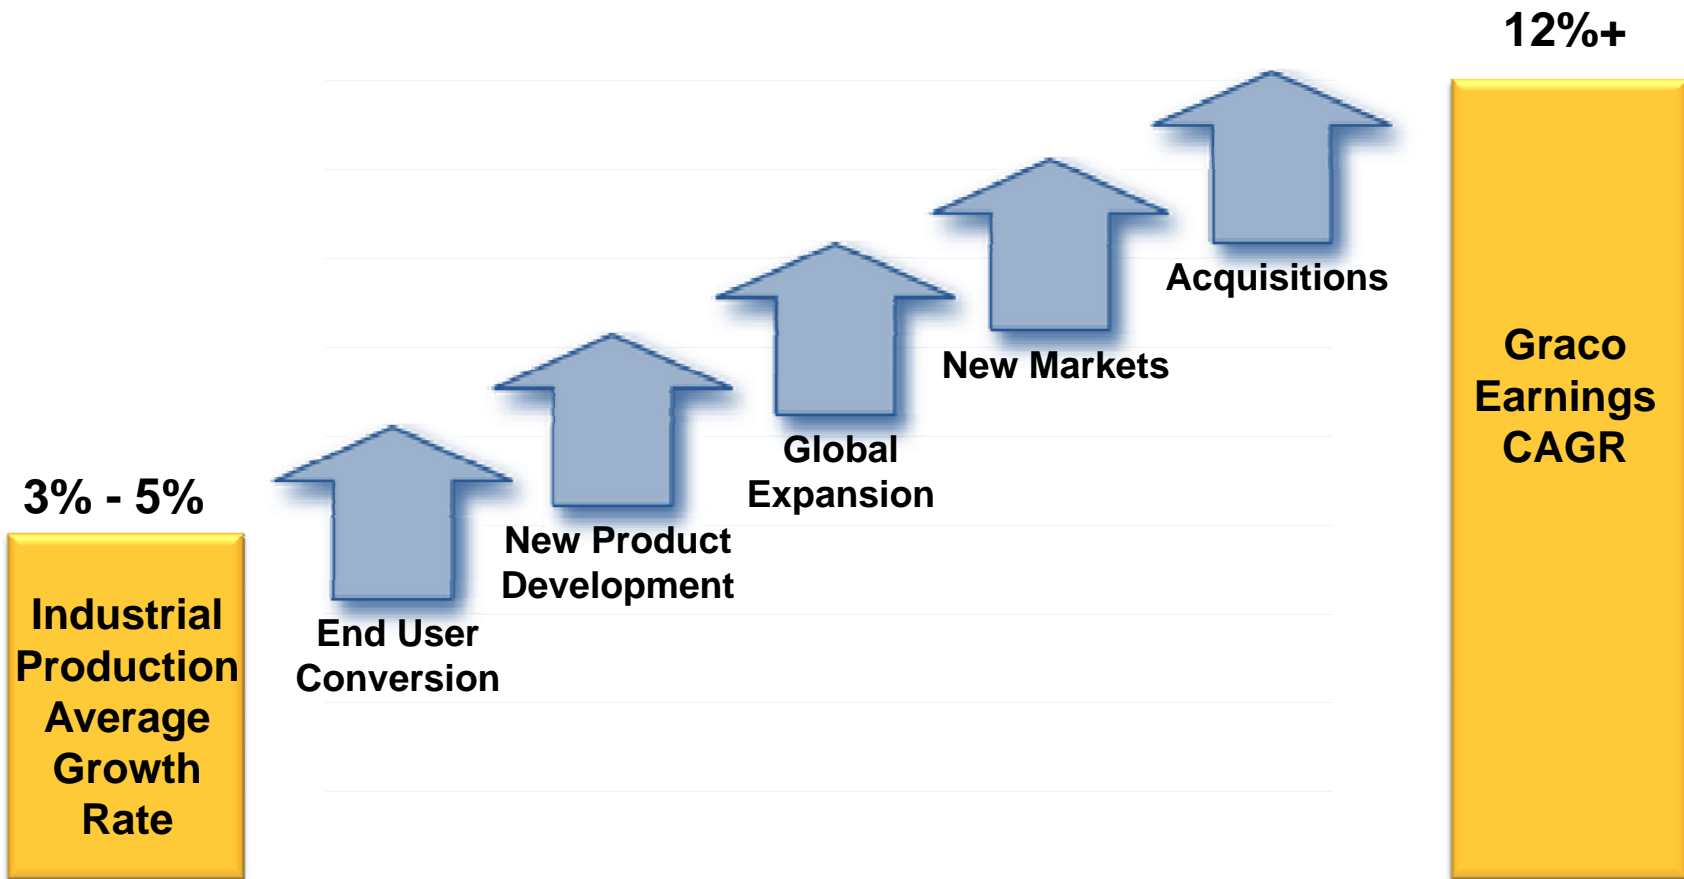 3% - 5%
Industrial
Production
Average
Growth
Rate
End User
Conversion
New Product
Development
Global
Expansion
New Markets
Acquisitions
12%+
Graco
Earnings
CAGR